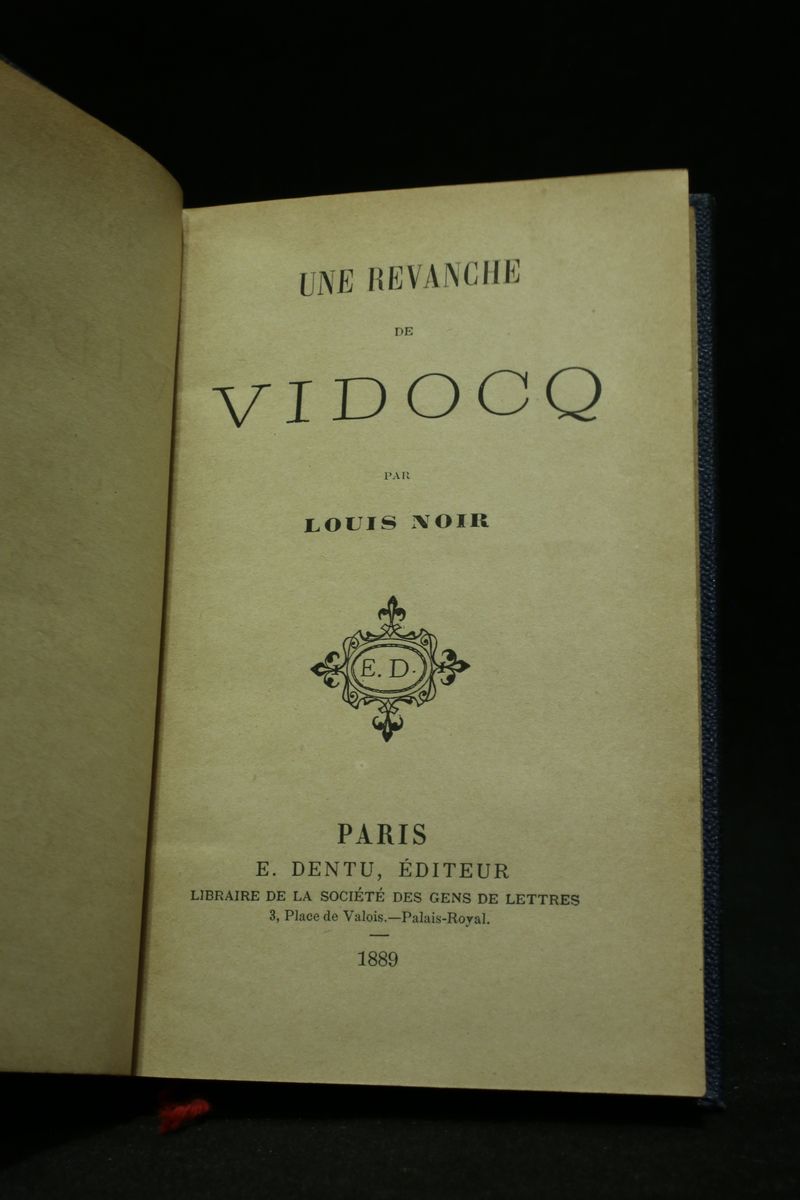 UNE REVANCHE
DE
VIDOCQ
PAR
LOUIS NOIR
E. D.
PARIS
E. DENTU, ÉDITEUR
LIBRAIRE DE LA SOCIÉTÉ DES GENS DE LETTRES
3, Place de Valois.—Palais-Royal.
1889